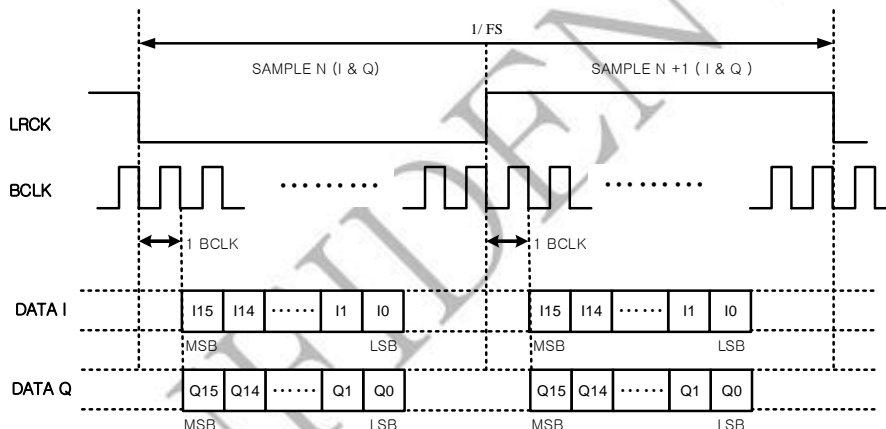 1/ FS
SAMPLE N (I & Q)
SAMPLE N +1 ( I & Q )
LRCK
BCLK
1 BCLK
1 BCLK
DATA I
I15 I14 ...... I1 I0
I15 I14 ...... I1 I0
MSB LSB
MSB LSB
DATA Q
Q15 Q14 ...... Q1 Q0
Q15 Q14 ...... Q1 Q0
MSB LSB
MSB LSB